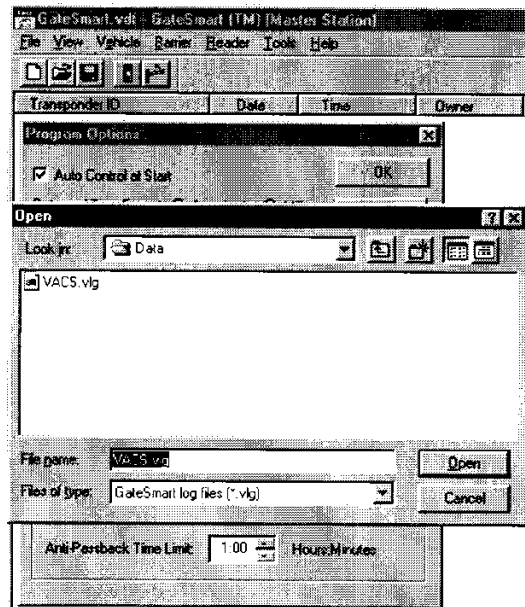 GateSmart.vdt - GateSmart (TM) [Master Station]
File View Vehicle Barrier Reader Tools Help
Transponder ID Date Time Owner
Program Options
Auto Control at Start OK
Open
Look in: Data
VACS.vlg
File name: VACS.vlg Open
Files of type: GateSmart log files (*.vlg) Cancel
Anti-Passback Time Limit: 1:00 Hours:Minutes